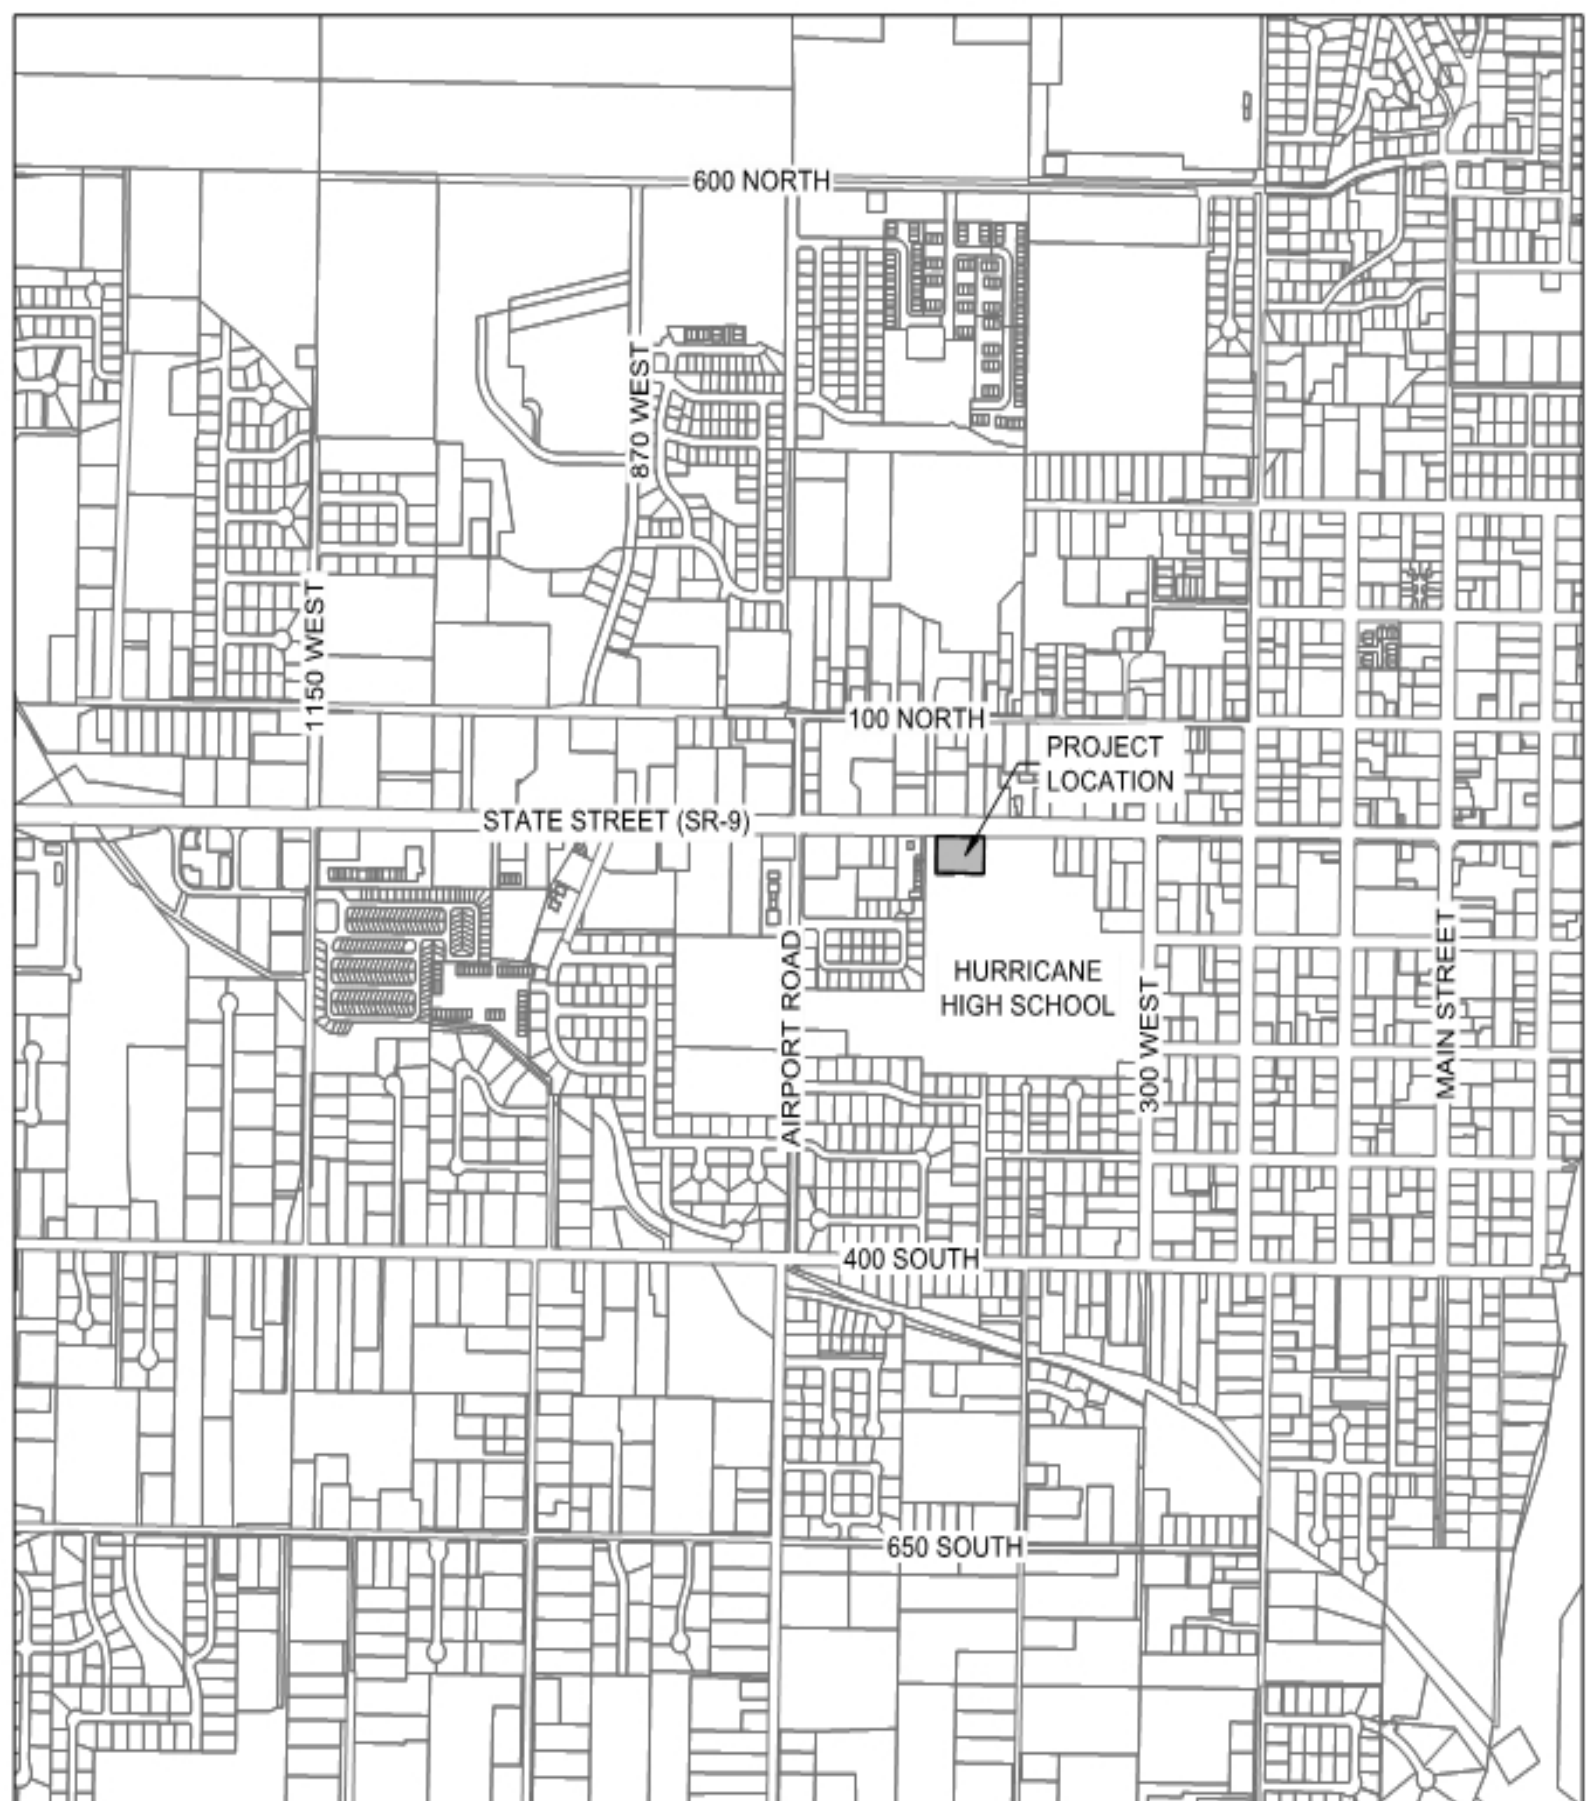 600 NORTH
870 WEST
1150 WEST
100 NORTH
PROJECT
LOCATION
STATE STREET (SR-9)
HURRICANE
HIGH SCHOOL
AIRPORT ROAD
300 WEST
MAIN STREET
400 SOUTH
650 SOUTH